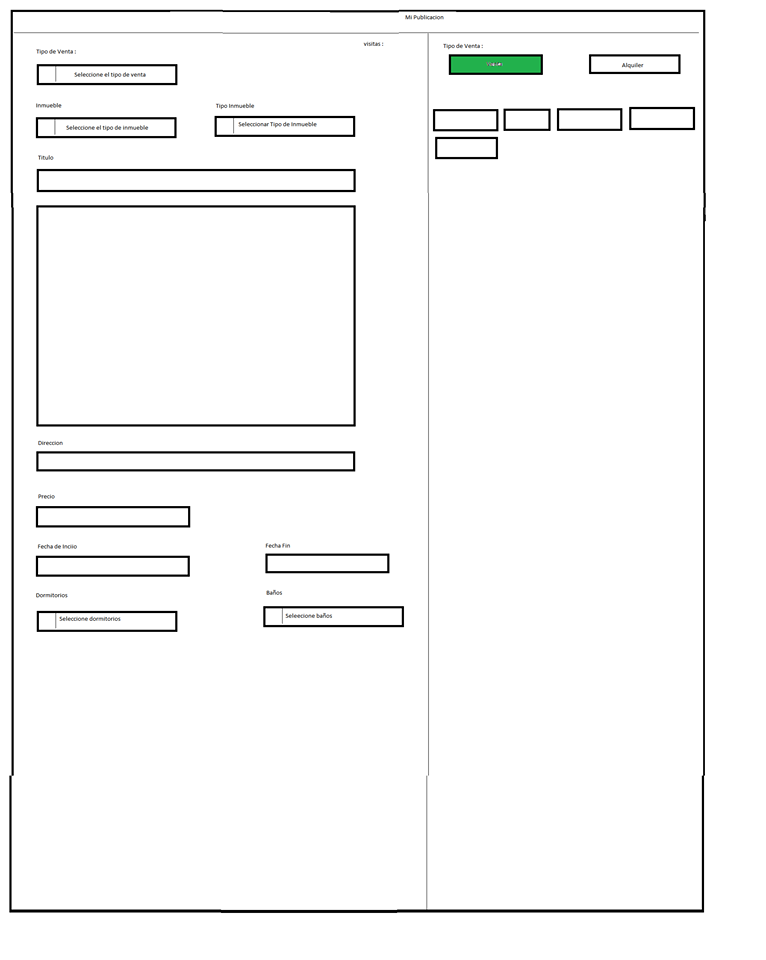 Mi Publicacion
visitas :
Tipo de Venta :
Seleccione el tipo de venta
Inmueble
Tipo Inmueble
Seleccione el tipo de inmueble
Seleccionar Tipo de Inmueble
Titulo
Direccion
Precio
Fecha de Inciio
Fecha Fin
Dormitorios
Baños
Seleccione dormitorios
Seleecione baños
Tipo de Venta :
Alquiler